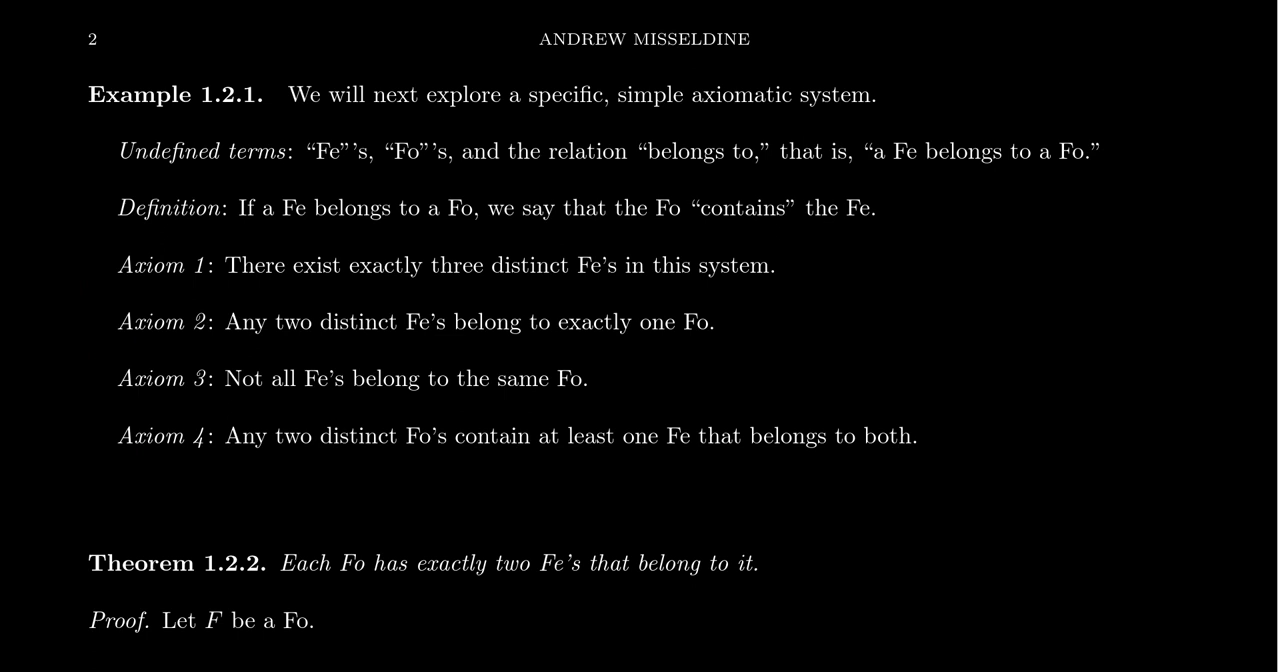 2
ANDREW MISSELDINE
Example 1.2.1. We will next explore a specific, simple axiomatic system.
Undefined terms: “Fe”’s, “Fo”’s, and the relation “belongs to,” that is, “a Fe belongs to a Fo.”
Definition: If a Fe belongs to a Fo, we say that the Fo “contains” the Fe.
Axiom 1: There exist exactly three distinct Fe’s in this system.
Axiom 2: Any two distinct Fe’s belong to exactly one Fo.
Axiom 3: Not all Fe’s belong to the same Fo.
Axiom 4: Any two distinct Fo’s contain at least one Fe that belongs to both.
Theorem 1.2.2. Each Fo has exactly two Fe’s that belong to it.
Proof. Let F be a Fo.